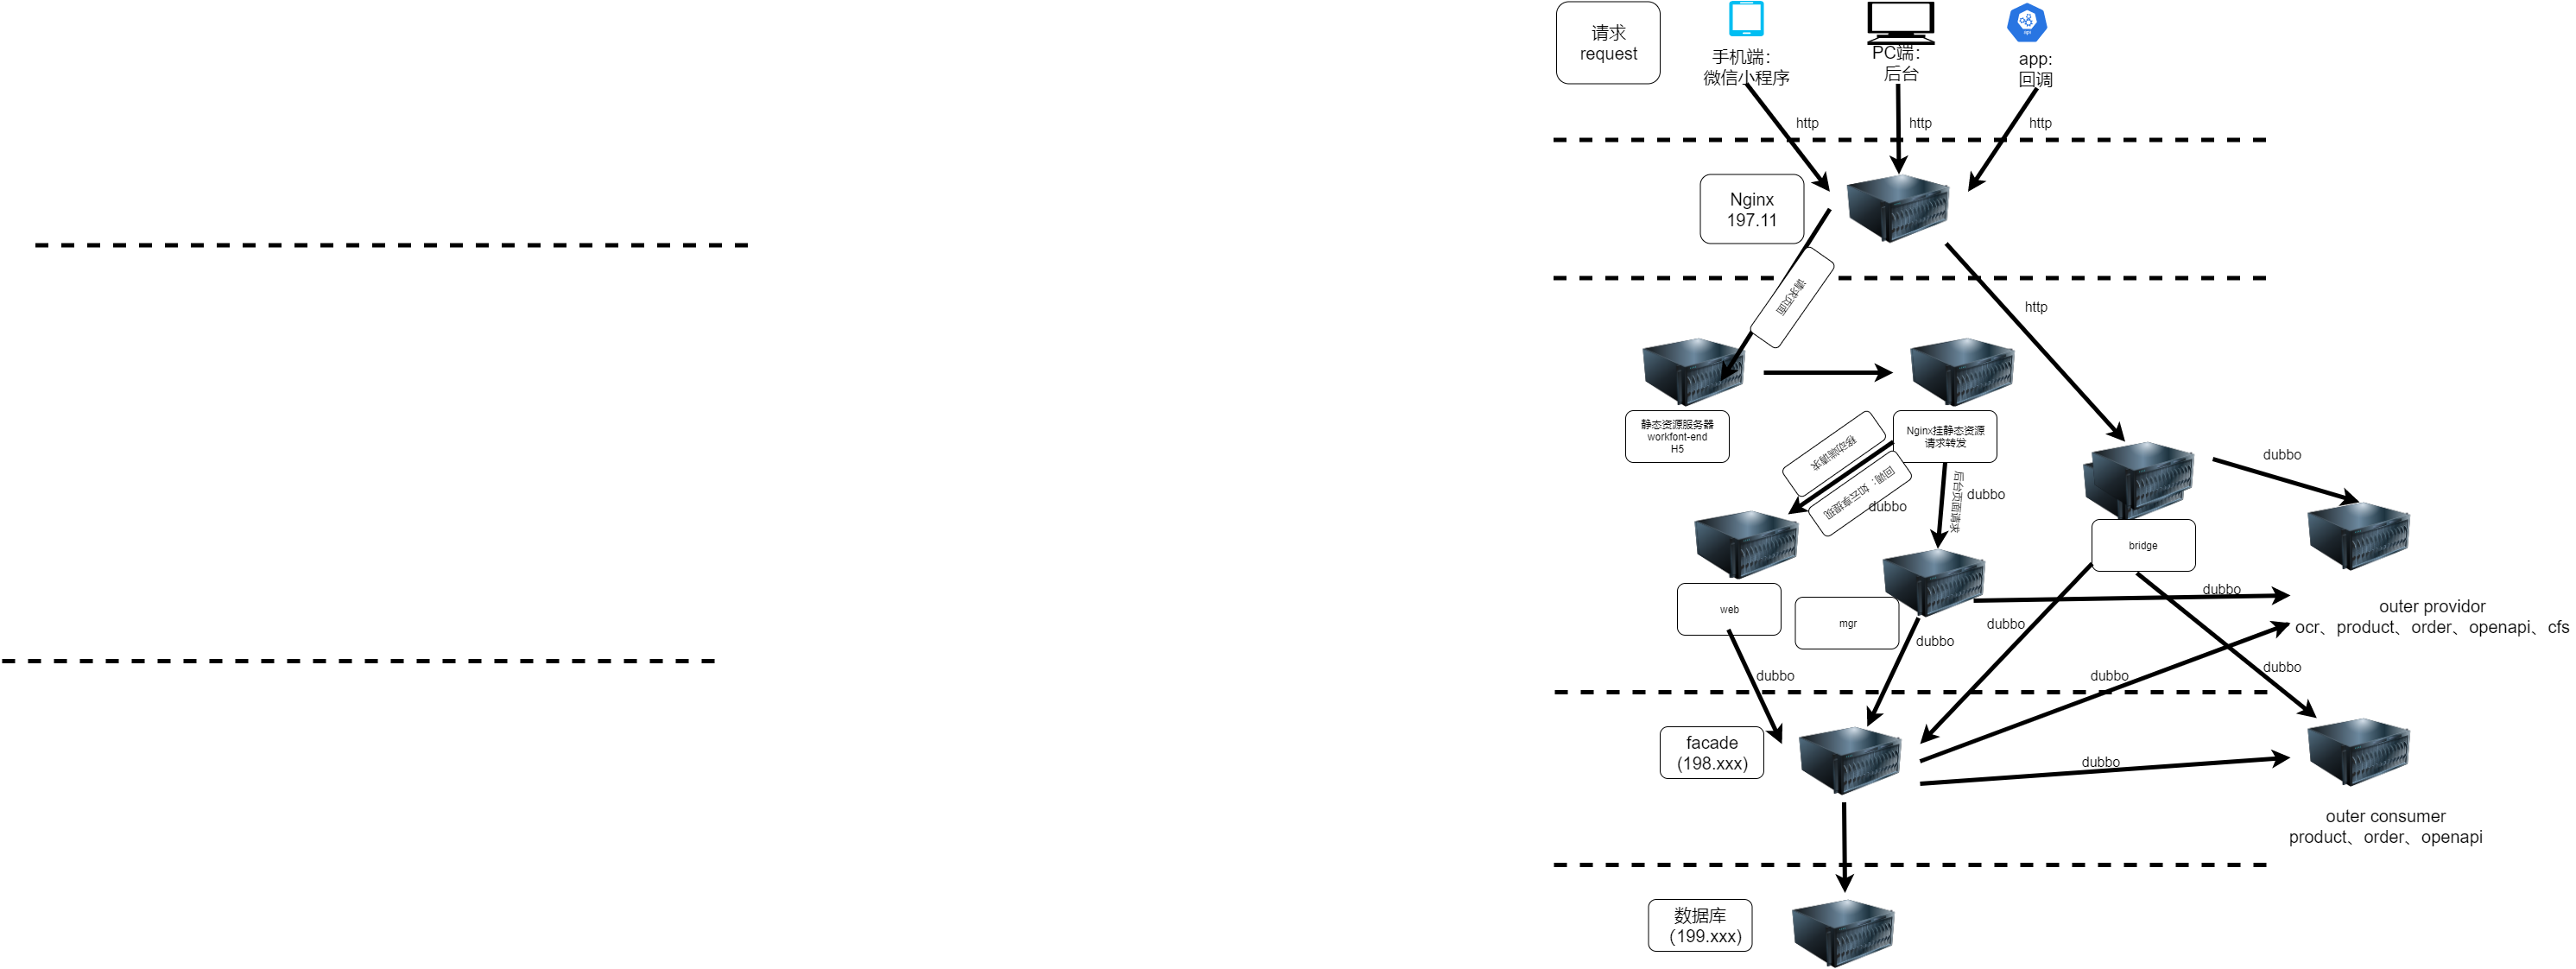 请求
request
手机端：
微信小程序
PC端：
后台
app:
回调
http
http
http
Nginx
197.11
请求页面
http
静态资源服务器
workfont-end
H5
Nginx挂静态资源
请求转发
移动端请求
回调：如云享提现
dubbo
后台页面请求
dubbo
dubbo
bridge
web
mgr
dubbo
outer providor
ocr、product、order、openapi、cfs
dubbo
dubbo
dubbo
dubbo
dubbo
facade
(198.xxx)
dubbo
outer consumer
product、order、openapi
数据库
（199.xxx)